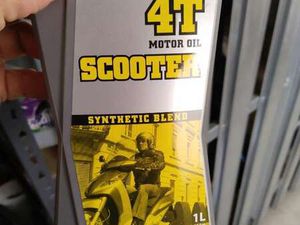 4T
MOTOR OIL
SCOOTER
SYNTHETIC BLEND
1L